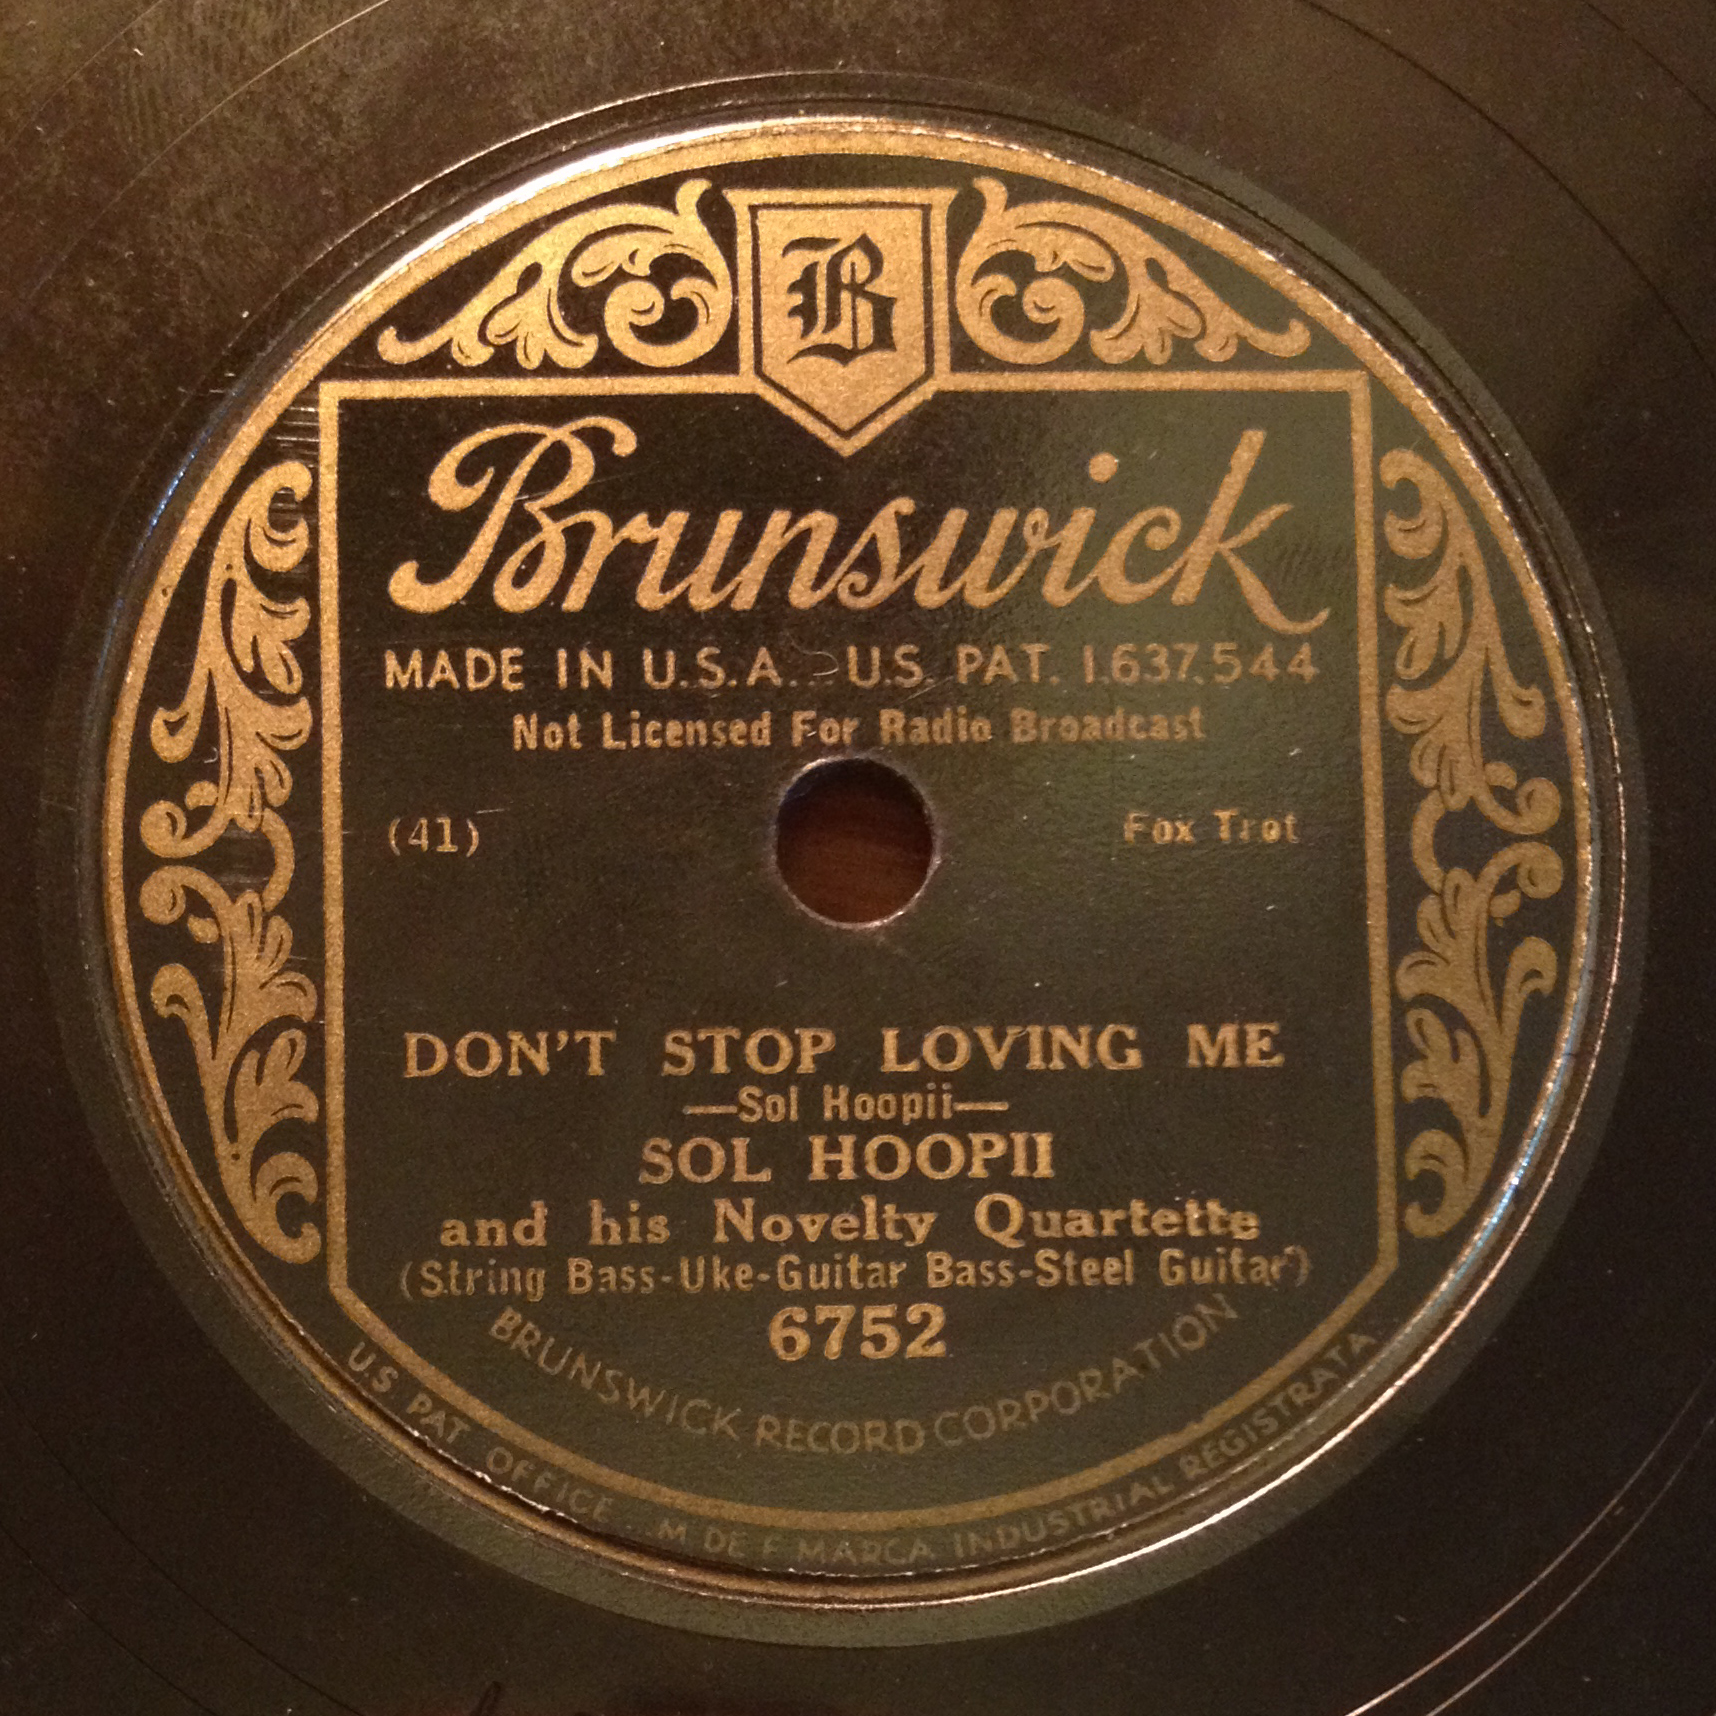 B
Brunswick
MADE IN U.S.A. U.S. PAT. 1.637.544
Not Licensed For Radio Broadcast
(41)
Fox Trot
DON'T STOP LOVING ME
—Sol Hoopii—
SOL HOOPII
and his Novelty Quartette
(String Bass-Uke-Guitar Bass-Steel Guitar)
6752
BRUNSWICK RECORD CORPORATION
U.S. PAT OFFICE ... M. DE F. MARCA INDUSTRIAL REGISTRATA